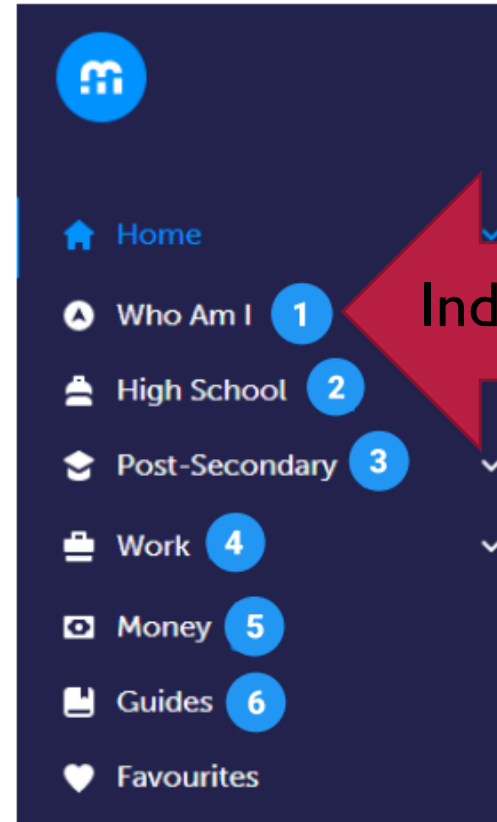 m
Home
Who Am I 1
Ind
High School 2
Post-Secondary 3
Work 4
Money 5
Guides 6
Favourites